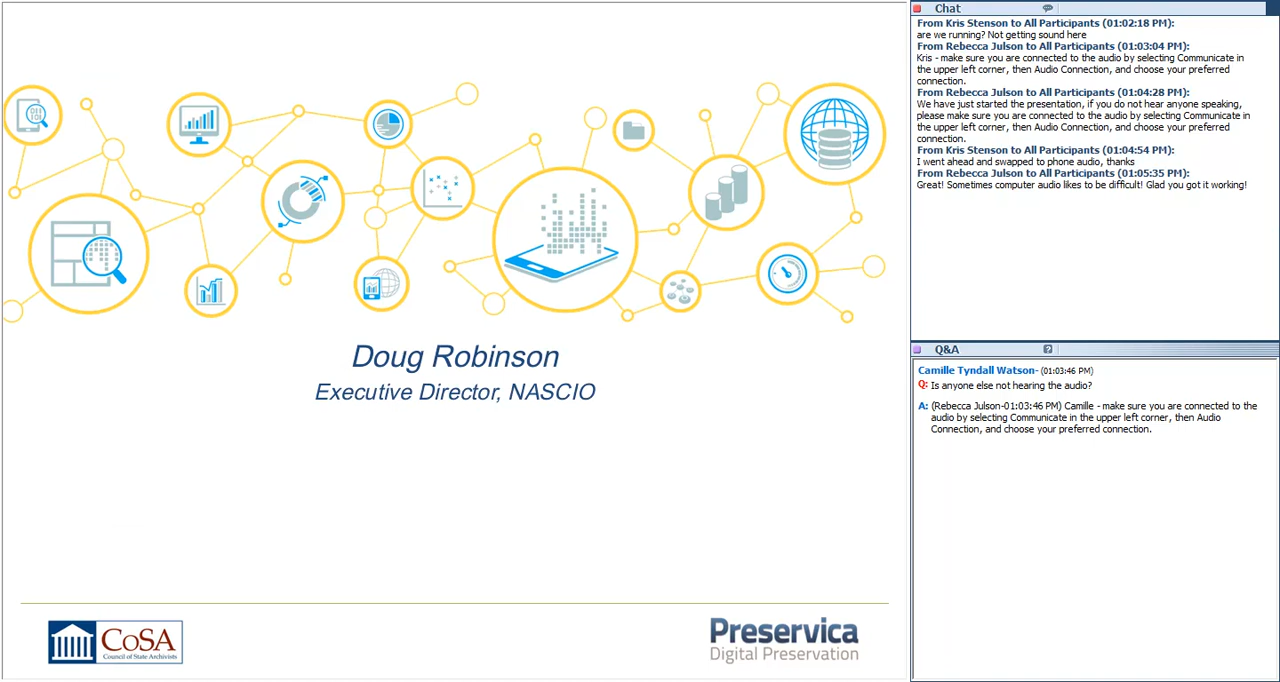 Doug Robinson
Executive Director, NASCIO
CoSA
Council of State Archivists
Preservica
Digital Preservation
Chat
From Kris Stenson to All Participants (01:02:18 PM):
are we running? Not getting sound here
From Rebecca Julson to All Participants (01:03:04 PM):
Kris - make sure you are connected to the audio by selecting Communicate in
the upper left corner, then Audio Connection, and choose your preferred
connection.
From Rebecca Julson to All Participants (01:04:28 PM):
We have just started the presentation, if you do not hear anyone speaking,
please make sure you are connected to the audio by selecting Communicate in
the upper left corner, then Audio Connection, and choose your preferred
connection.
From Kris Stenson to All Participants (01:04:54 PM):
I went ahead and swapped to phone audio, thanks
From Rebecca Julson to All Participants (01:05:35 PM):
Great! Sometimes computer audio likes to be difficult! Glad you got it working!
Q&A
Camille Tyndall Watson- (01:03:46 PM)
Q: Is anyone else not hearing the audio?
A: (Rebecca Julson-01:03:46 PM) Camille - make sure you are connected to the
audio by selecting Communicate in the upper left corner, then Audio
Connection, and choose your preferred connection.